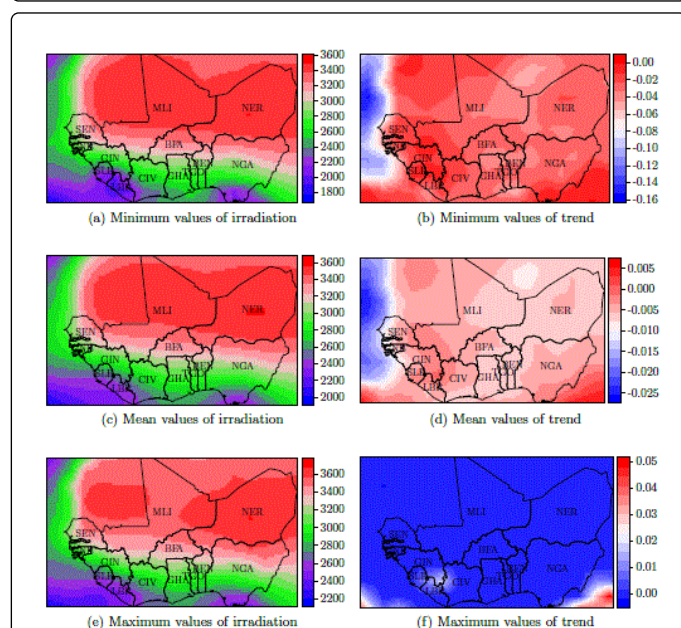 3600
3400
3200
3000
2800
2600
2400
2200
2000
1800
MLI
NER
SEN
BFA
GIN
NGA
CIV
GHA
(a) Minimum values of irradiation
0.00
-0.02
-0.04
-0.06
-0.08
-0.10
-0.12
-0.14
-0.16
MLI
NER
SEN
BFA
GIN
NGA
CIV
GHA
(b) Minimum values of trend
3600
3400
3200
3000
2800
2600
2400
2200
2000
MLI
NER
SEN
BFA
GIN
NGA
CIV
GHA
(c) Mean values of irradiation
0.005
0.000
-0.005
-0.010
-0.015
-0.020
-0.025
MLI
NER
SEN
BFA
GIN
NGA
CIV
GHA
(d) Mean values of trend
3600
3400
3200
3000
2800
2600
2400
2200
MLI
NER
SEN
BFA
GIN
NGA
CIV
GHA
(e) Maximum values of irradiation
0.05
0.04
0.03
0.02
0.01
0.00
MLI
NER
SEN
BFA
GIN
NGA
CIV
GHA
(f) Maximum values of trend